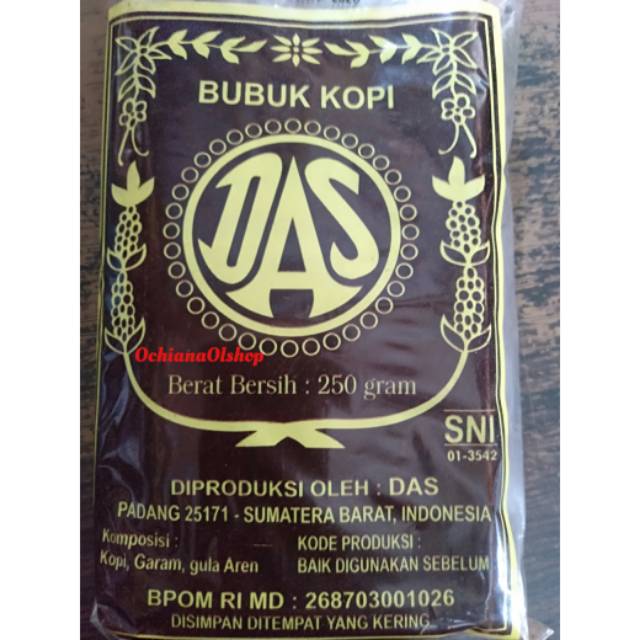 BUBUK KOPI
DAS
OchianaOlshop
Berat Bersih : 250 gram
SNI
01-3542
DIPRODUKSI OLEH : DAS
PADANG 25171 - SUMATERA BARAT, INDONESIA
Komposisi :
Kopi, Garam, gula Aren
KODE PRODUKSI :
BAIK DIGUNAKAN SEBELUM
BPOM RI MD : 268703001026
DISIMPAN DITEMPAT YANG KERING